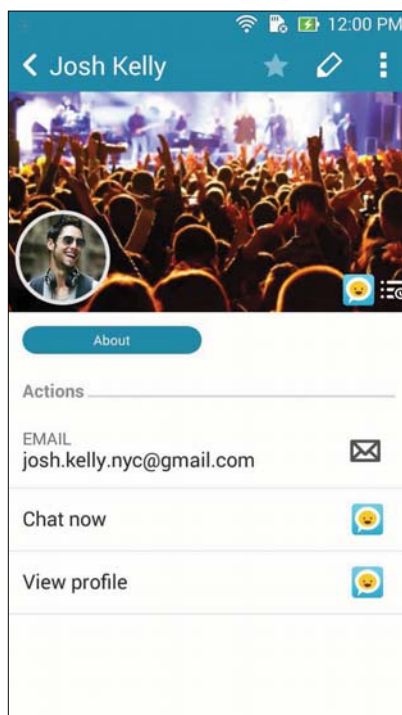 12:00 PM
Josh Kelly
About
Actions
EMAIL
josh.kelly.nyc@gmail.com
Chat now
View profile